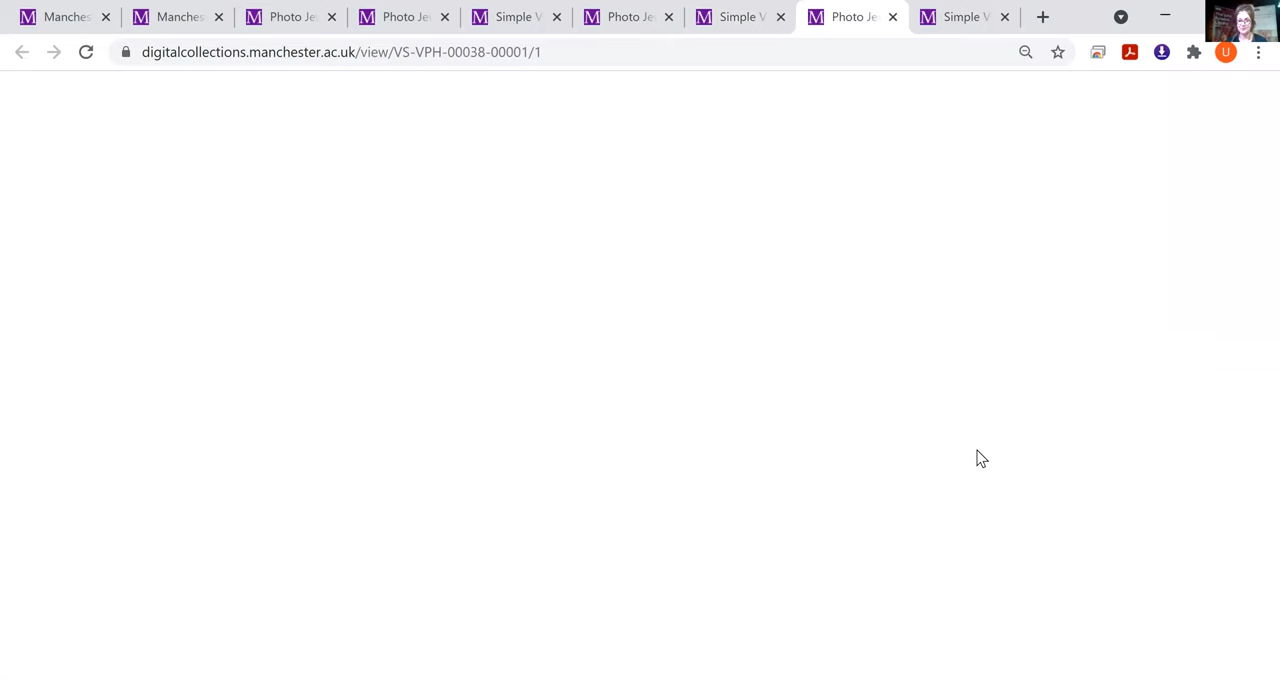 Manches
Manches
Photo Je
Photo Je
Simple V
Photo Je
Simple V
Photo Je
Simple V
digitalcollections.manchester.ac.uk/view/VS-VPH-00038-00001/1
U